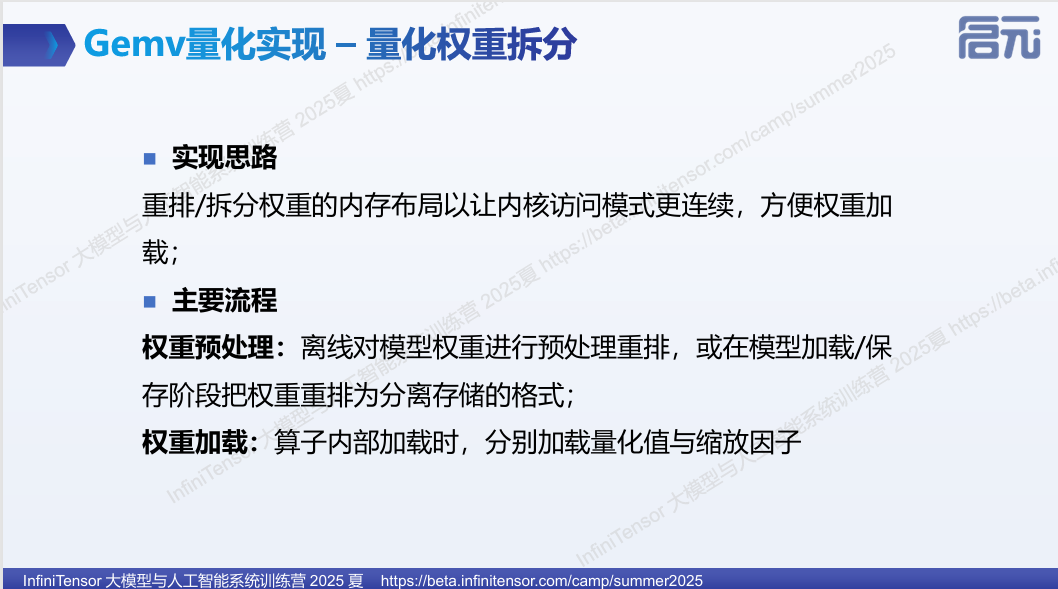 Gemv量化实现 – 量化权重拆分
启元
■ 实现思路
重排/拆分权重的内存布局以让内核访问模式更连续，方便权重加
载；
■ 主要流程
权重预处理：离线对模型权重进行预处理重排，或在模型加载/保
存阶段把权重重排为分离存储的格式；
权重加载：算子内部加载时，分别加载量化值与缩放因子
InfiniTensor 大模型与人工智能系统训练营 2025夏 https://beta.infinitensor.com/camp/summer2025
InfiniTensor 大模型与人工智能系统训练营 2025 夏 https://beta.infinitensor.com/camp/summer2025